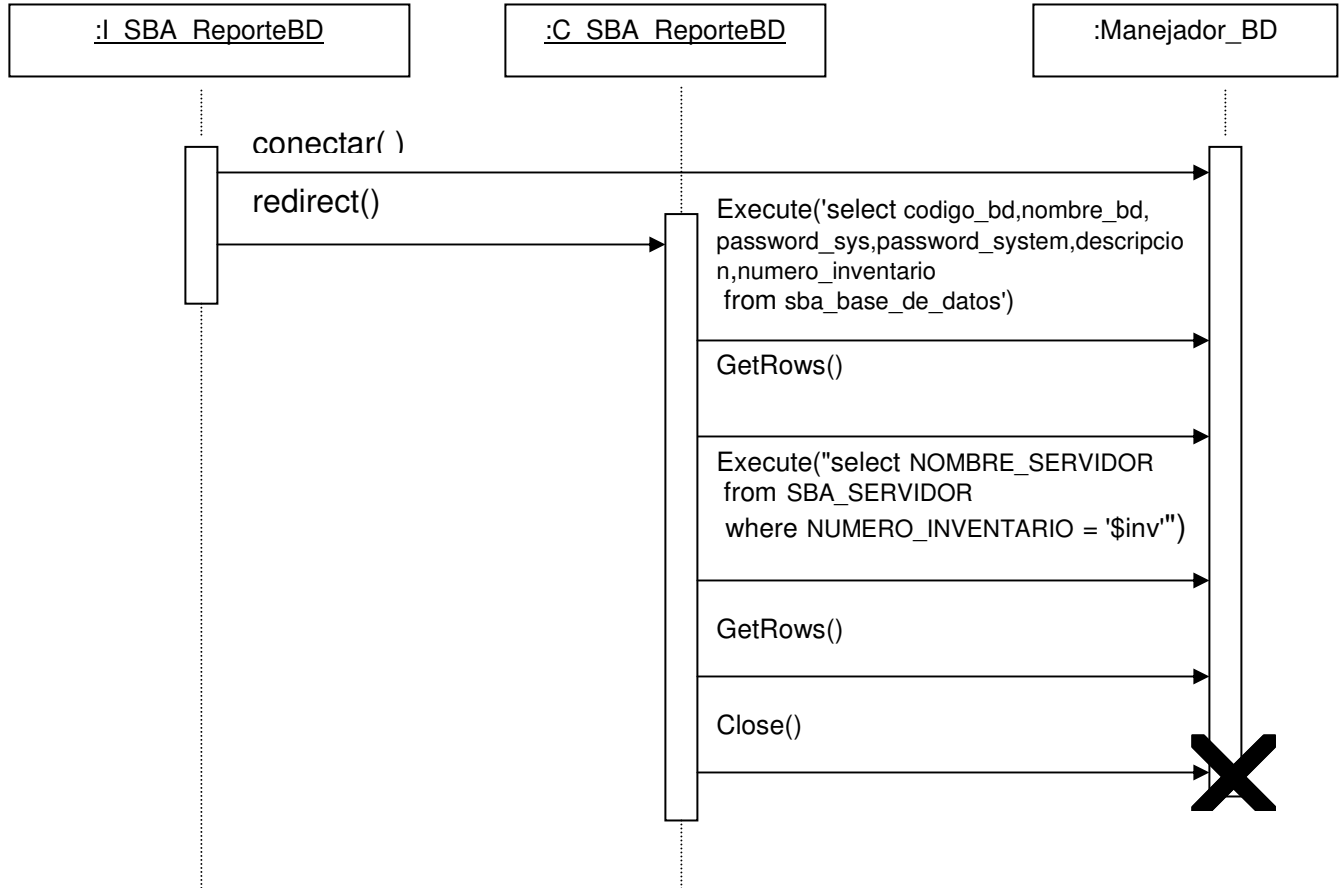 :I_SBA_ReporteBD
:C_SBA_ReporteBD
:Manejador_BD
conectar( )
redirect()
Execute('select codigo_bd,nombre_bd,
password_sys,password_system,descripcio
n,numero_inventario
from sba_base_de_datos')
GetRows()
Execute("select NOMBRE_SERVIDOR
from SBA_SERVIDOR
where NUMERO_INVENTARIO = '$inv'")
GetRows()
Close()